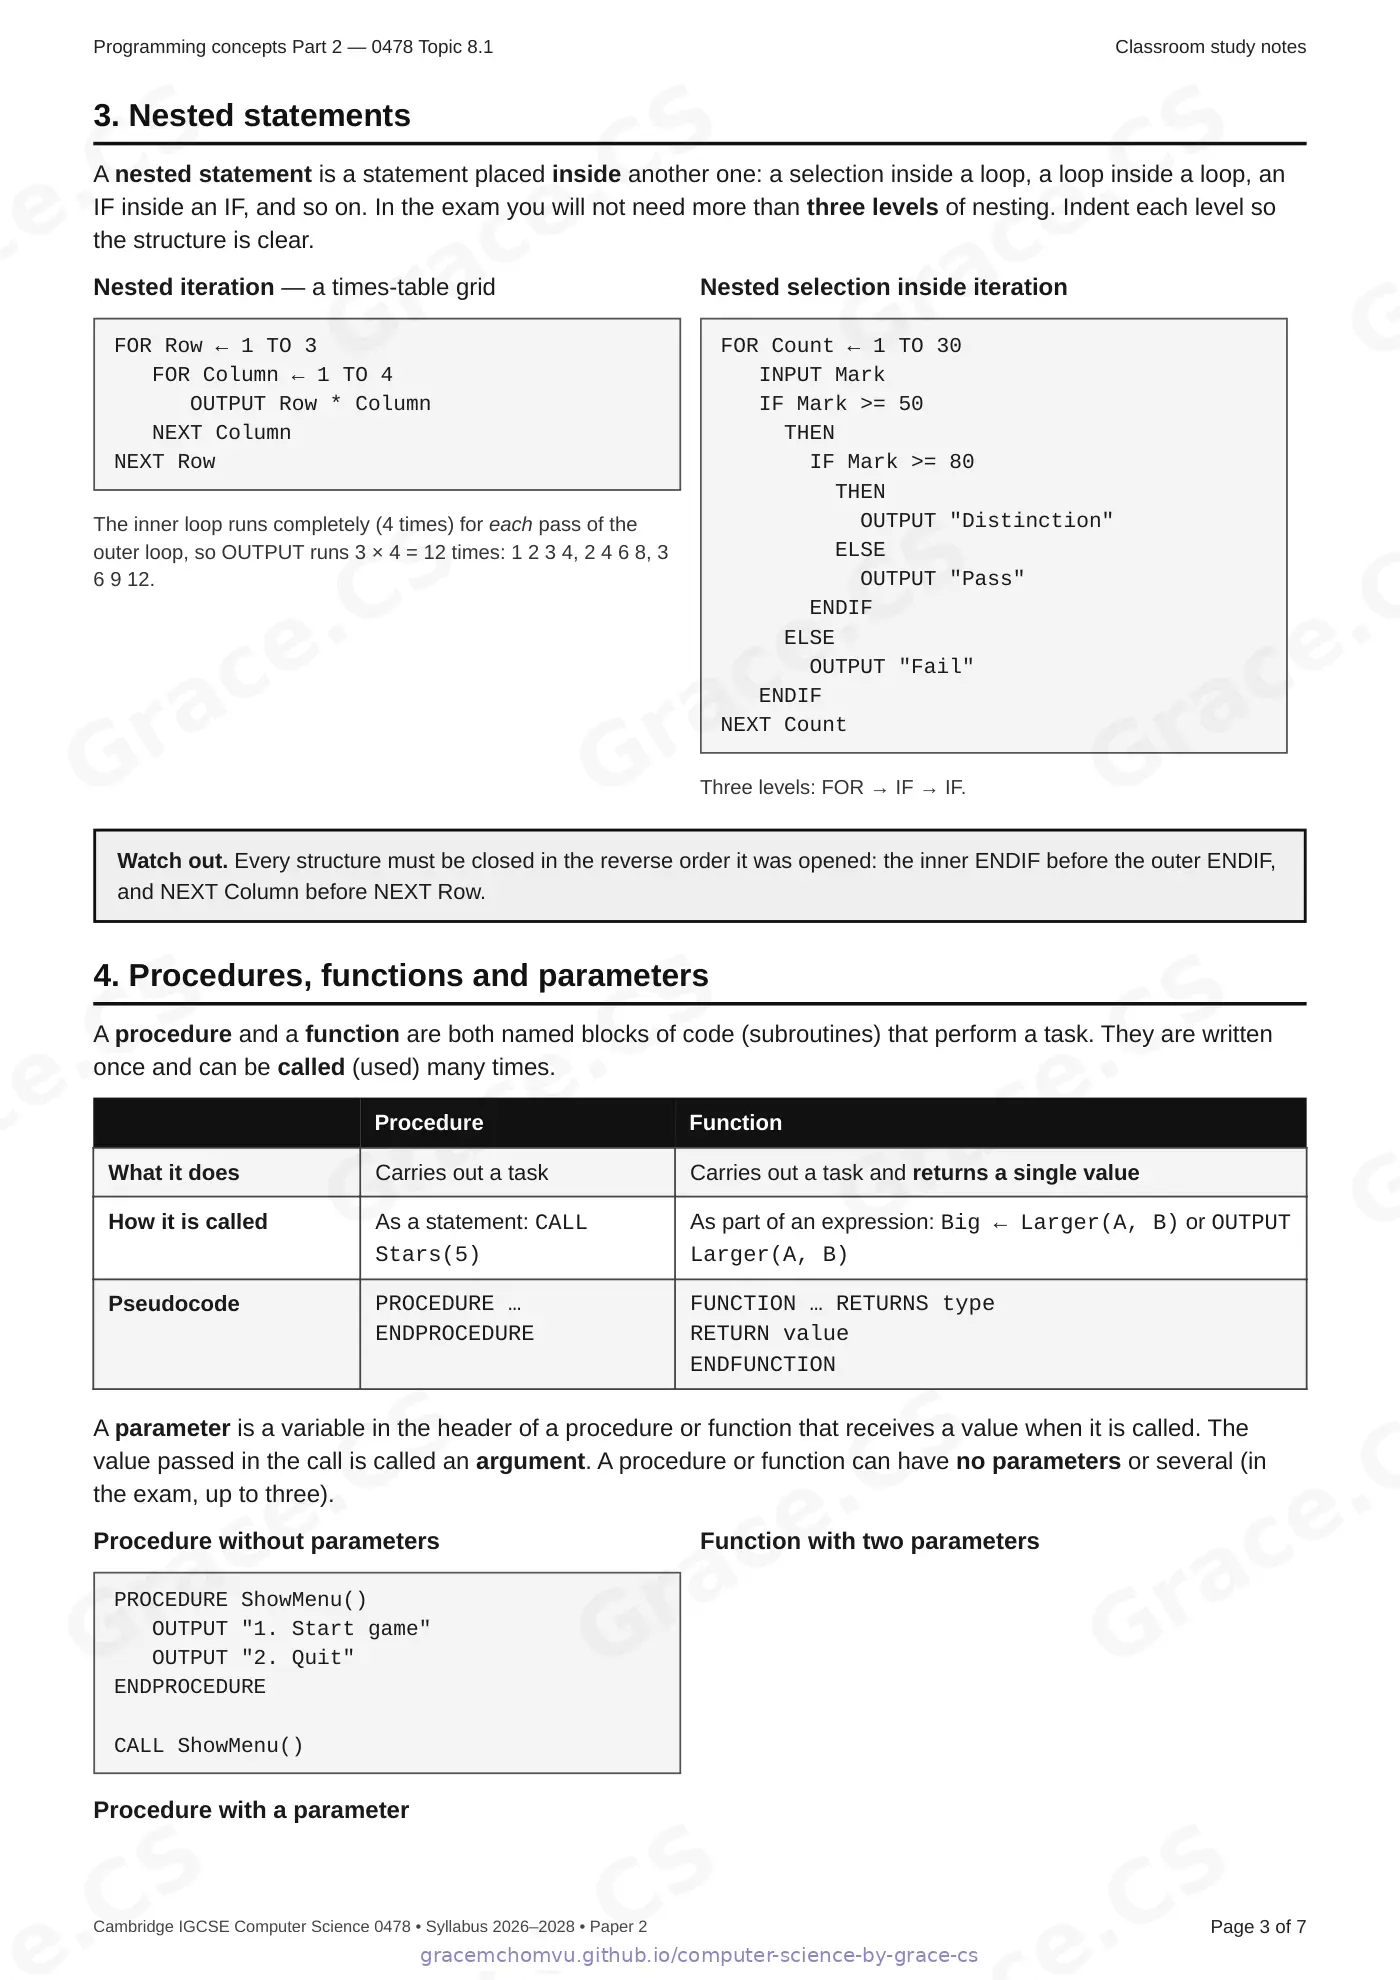 Programming concepts Part 2 — 0478 Topic 8.1
Classroom study notes
3. Nested statements
A nested statement is a statement placed inside another one: a selection inside a loop, a loop inside a loop, an
IF inside an IF, and so on. In the exam you will not need more than three levels of nesting. Indent each level so
the structure is clear.
Nested iteration — a times-table grid
FOR Row ← 1 TO 3
   FOR Column ← 1 TO 4
      OUTPUT Row * Column
   NEXT Column
NEXT Row
The inner loop runs completely (4 times) for each pass of the
outer loop, so OUTPUT runs 3 × 4 = 12 times: 1 2 3 4, 2 4 6 8, 3
6 9 12.
Nested selection inside iteration
FOR Count ← 1 TO 30
   INPUT Mark
   IF Mark >= 50
     THEN
       IF Mark >= 80
         THEN
           OUTPUT "Distinction"
         ELSE
           OUTPUT "Pass"
       ENDIF
     ELSE
       OUTPUT "Fail"
   ENDIF
NEXT Count
Three levels: FOR → IF → IF.
Watch out. Every structure must be closed in the reverse order it was opened: the inner ENDIF before the outer ENDIF,
and NEXT Column before NEXT Row.
4. Procedures, functions and parameters
A procedure and a function are both named blocks of code (subroutines) that perform a task. They are written
once and can be called (used) many times.
Procedure Function
What it does Carries out a task Carries out a task and returns a single value
How it is called As a statement: CALL As part of an expression: Big ← Larger(A, B) or OUTPUT
Stars(5) Larger(A, B)
Pseudocode PROCEDURE … FUNCTION … RETURNS type
ENDPROCEDURE RETURN value
ENDFUNCTION
A parameter is a variable in the header of a procedure or function that receives a value when it is called. The
value passed in the call is called an argument. A procedure or function can have no parameters or several (in
the exam, up to three).
Procedure without parameters
PROCEDURE ShowMenu()
   OUTPUT "1. Start game"
   OUTPUT "2. Quit"
ENDPROCEDURE
CALL ShowMenu()
Procedure with a parameter
Function with two parameters
Cambridge IGCSE Computer Science 0478 • Syllabus 2026–2028 • Paper 2
Page 3 of 7
gracemchomvu.github.io/computer-science-by-grace-cs
Grace.CS